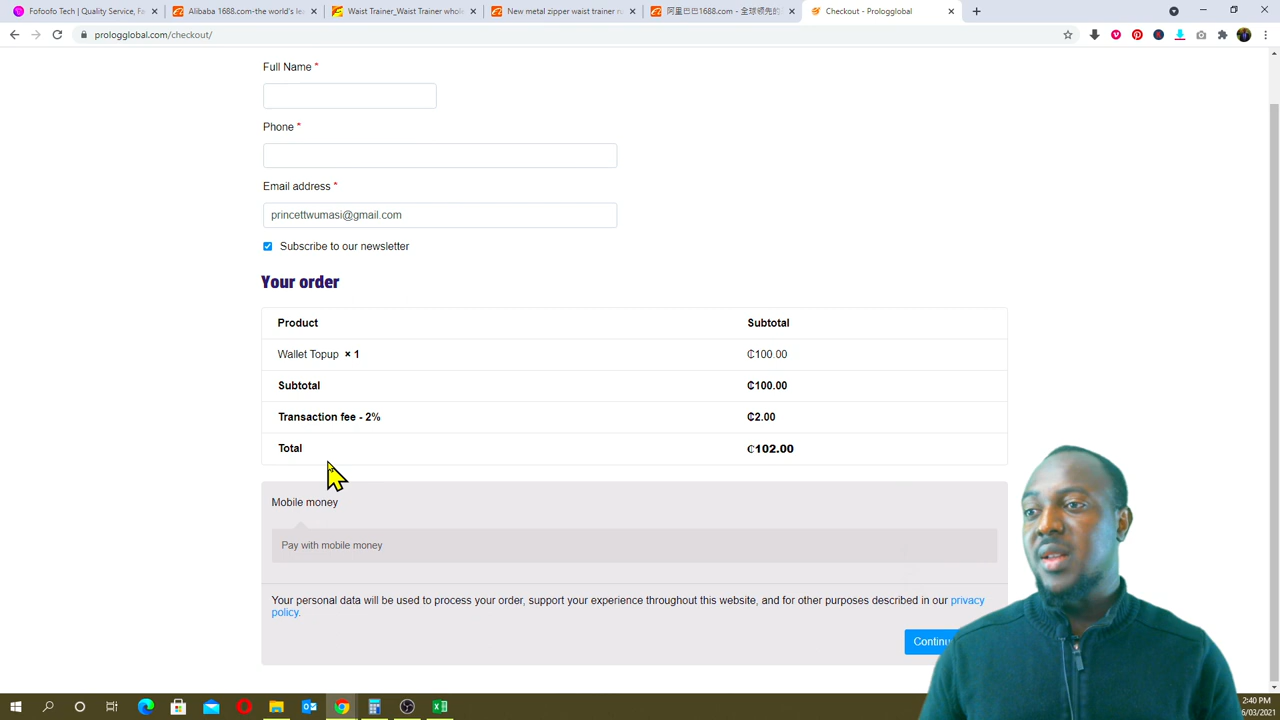 Fofoofo Tech | Quality Service, Fa
Alibaba 1688.com-the world's le
Waist Trainer_Waist Trainer whol
New metal zipper waist trainer ru
阿里巴巴1688.com - 全球领先的
Checkout - Prologglobal
prologglobal.com/checkout/
Full Name *
Phone *
Email address *
princettwumasi@gmail.com
Subscribe to our newsletter
Your order
Product Subtotal
Wallet Topup × 1 ₵100.00
Subtotal ₵100.00
Transaction fee - 2% ₵2.00
Total ₵102.00
Mobile money
Pay with mobile money
Your personal data will be used to process your order, support your experience throughout this website, and for other purposes described in our privacy
policy.
Continu
2:40 PM
6/03/2021